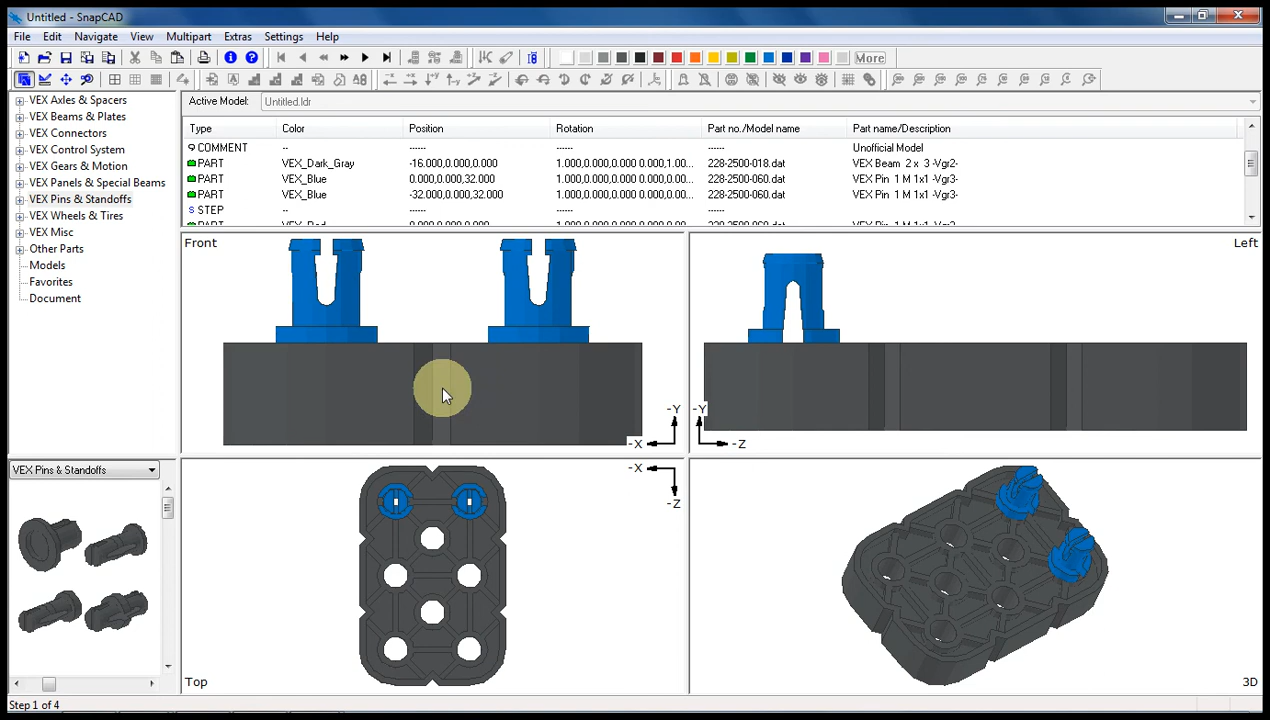 Untitled - SnapCAD
File Edit Navigate View Multipart Extras Settings Help
More
VEX Axles & Spacers
VEX Beams & Plates
VEX Connectors
VEX Control System
VEX Gears & Motion
VEX Panels & Special Beams
VEX Pins & Standoffs
VEX Wheels & Tires
VEX Misc
Other Parts
Models
Favorites
Document
Active Model: Untitled.ldr
Type Color Position Rotation Part no./Model name Part name/Description
COMMENT -- ------ ------ ------ Unofficial Model
PART VEX_Dark_Gray -16.000,0.000,0.000 1.000,0.000,0.000 0.000,1.00... 228-2500-018.dat VEX Beam 2 x 3 -Vgr2-
PART VEX_Blue 0.000,0.000,32.000 1.000,0.000,0.000 0.000,1.00... 228-2500-060.dat VEX Pin 1 M 1x1 -Vgr3-
PART VEX_Blue -32.000,0.000,32.000 1.000,0.000,0.000 0.000,1.00... 228-2500-060.dat VEX Pin 1 M 1x1 -Vgr3-
STEP -- ------ ------ ------
Front
-Y
-X
Left
-Y
-Z
VEX Pins & Standoffs
-X
-Z
Top
3D
Step 1 of 4